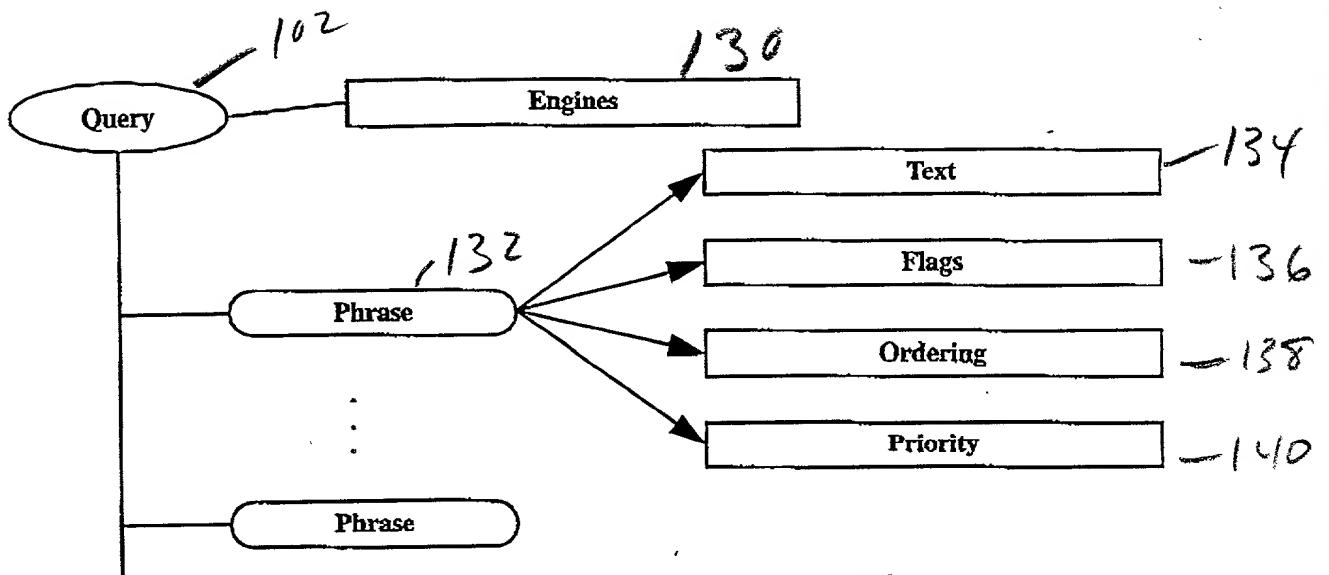 102
130
Query
Engines
Text
134
132
Flags
136
Phrase
Ordering
138
Priority
140
Phrase